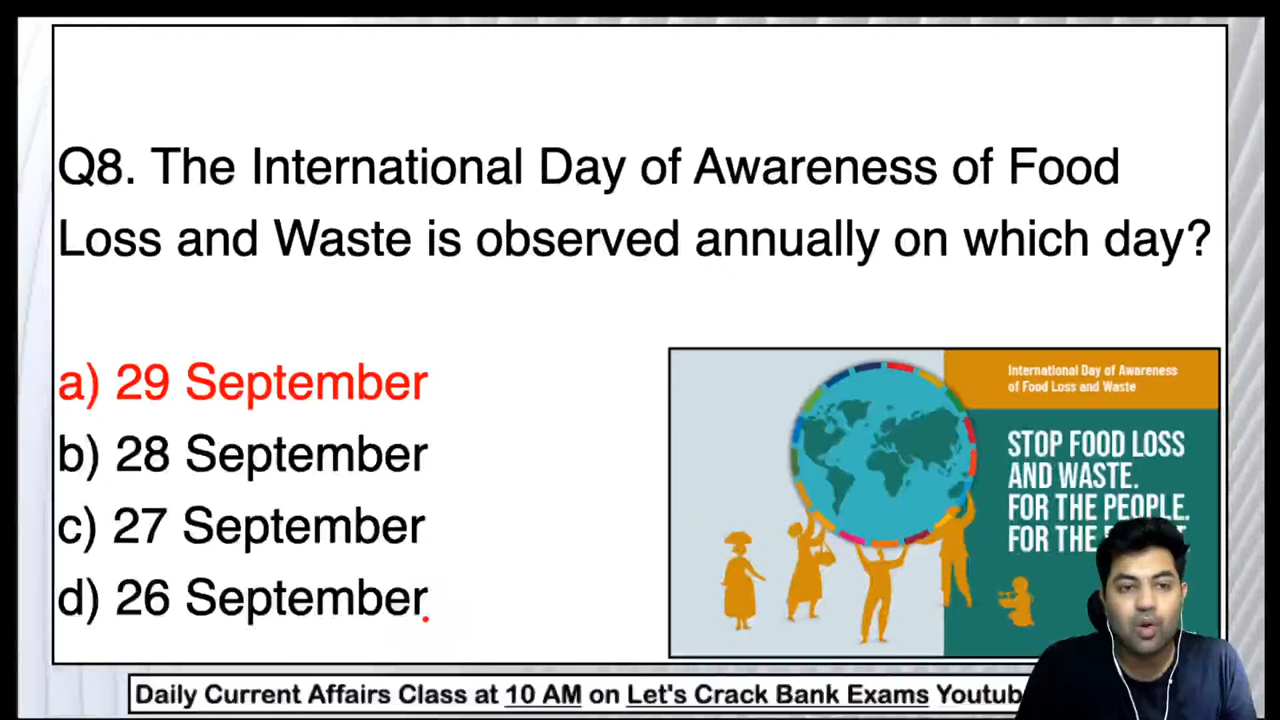 Q8. The International Day of Awareness of Food
Loss and Waste is observed annually on which day?
a) 29 September
b) 28 September
c) 27 September
d) 26 September
International Day of Awareness
of Food Loss and Waste
STOP FOOD LOSS
AND WASTE.
FOR THE PEOPLE.
FOR THE
Daily Current Affairs Class at 10 AM on Let's Crack Bank Exams